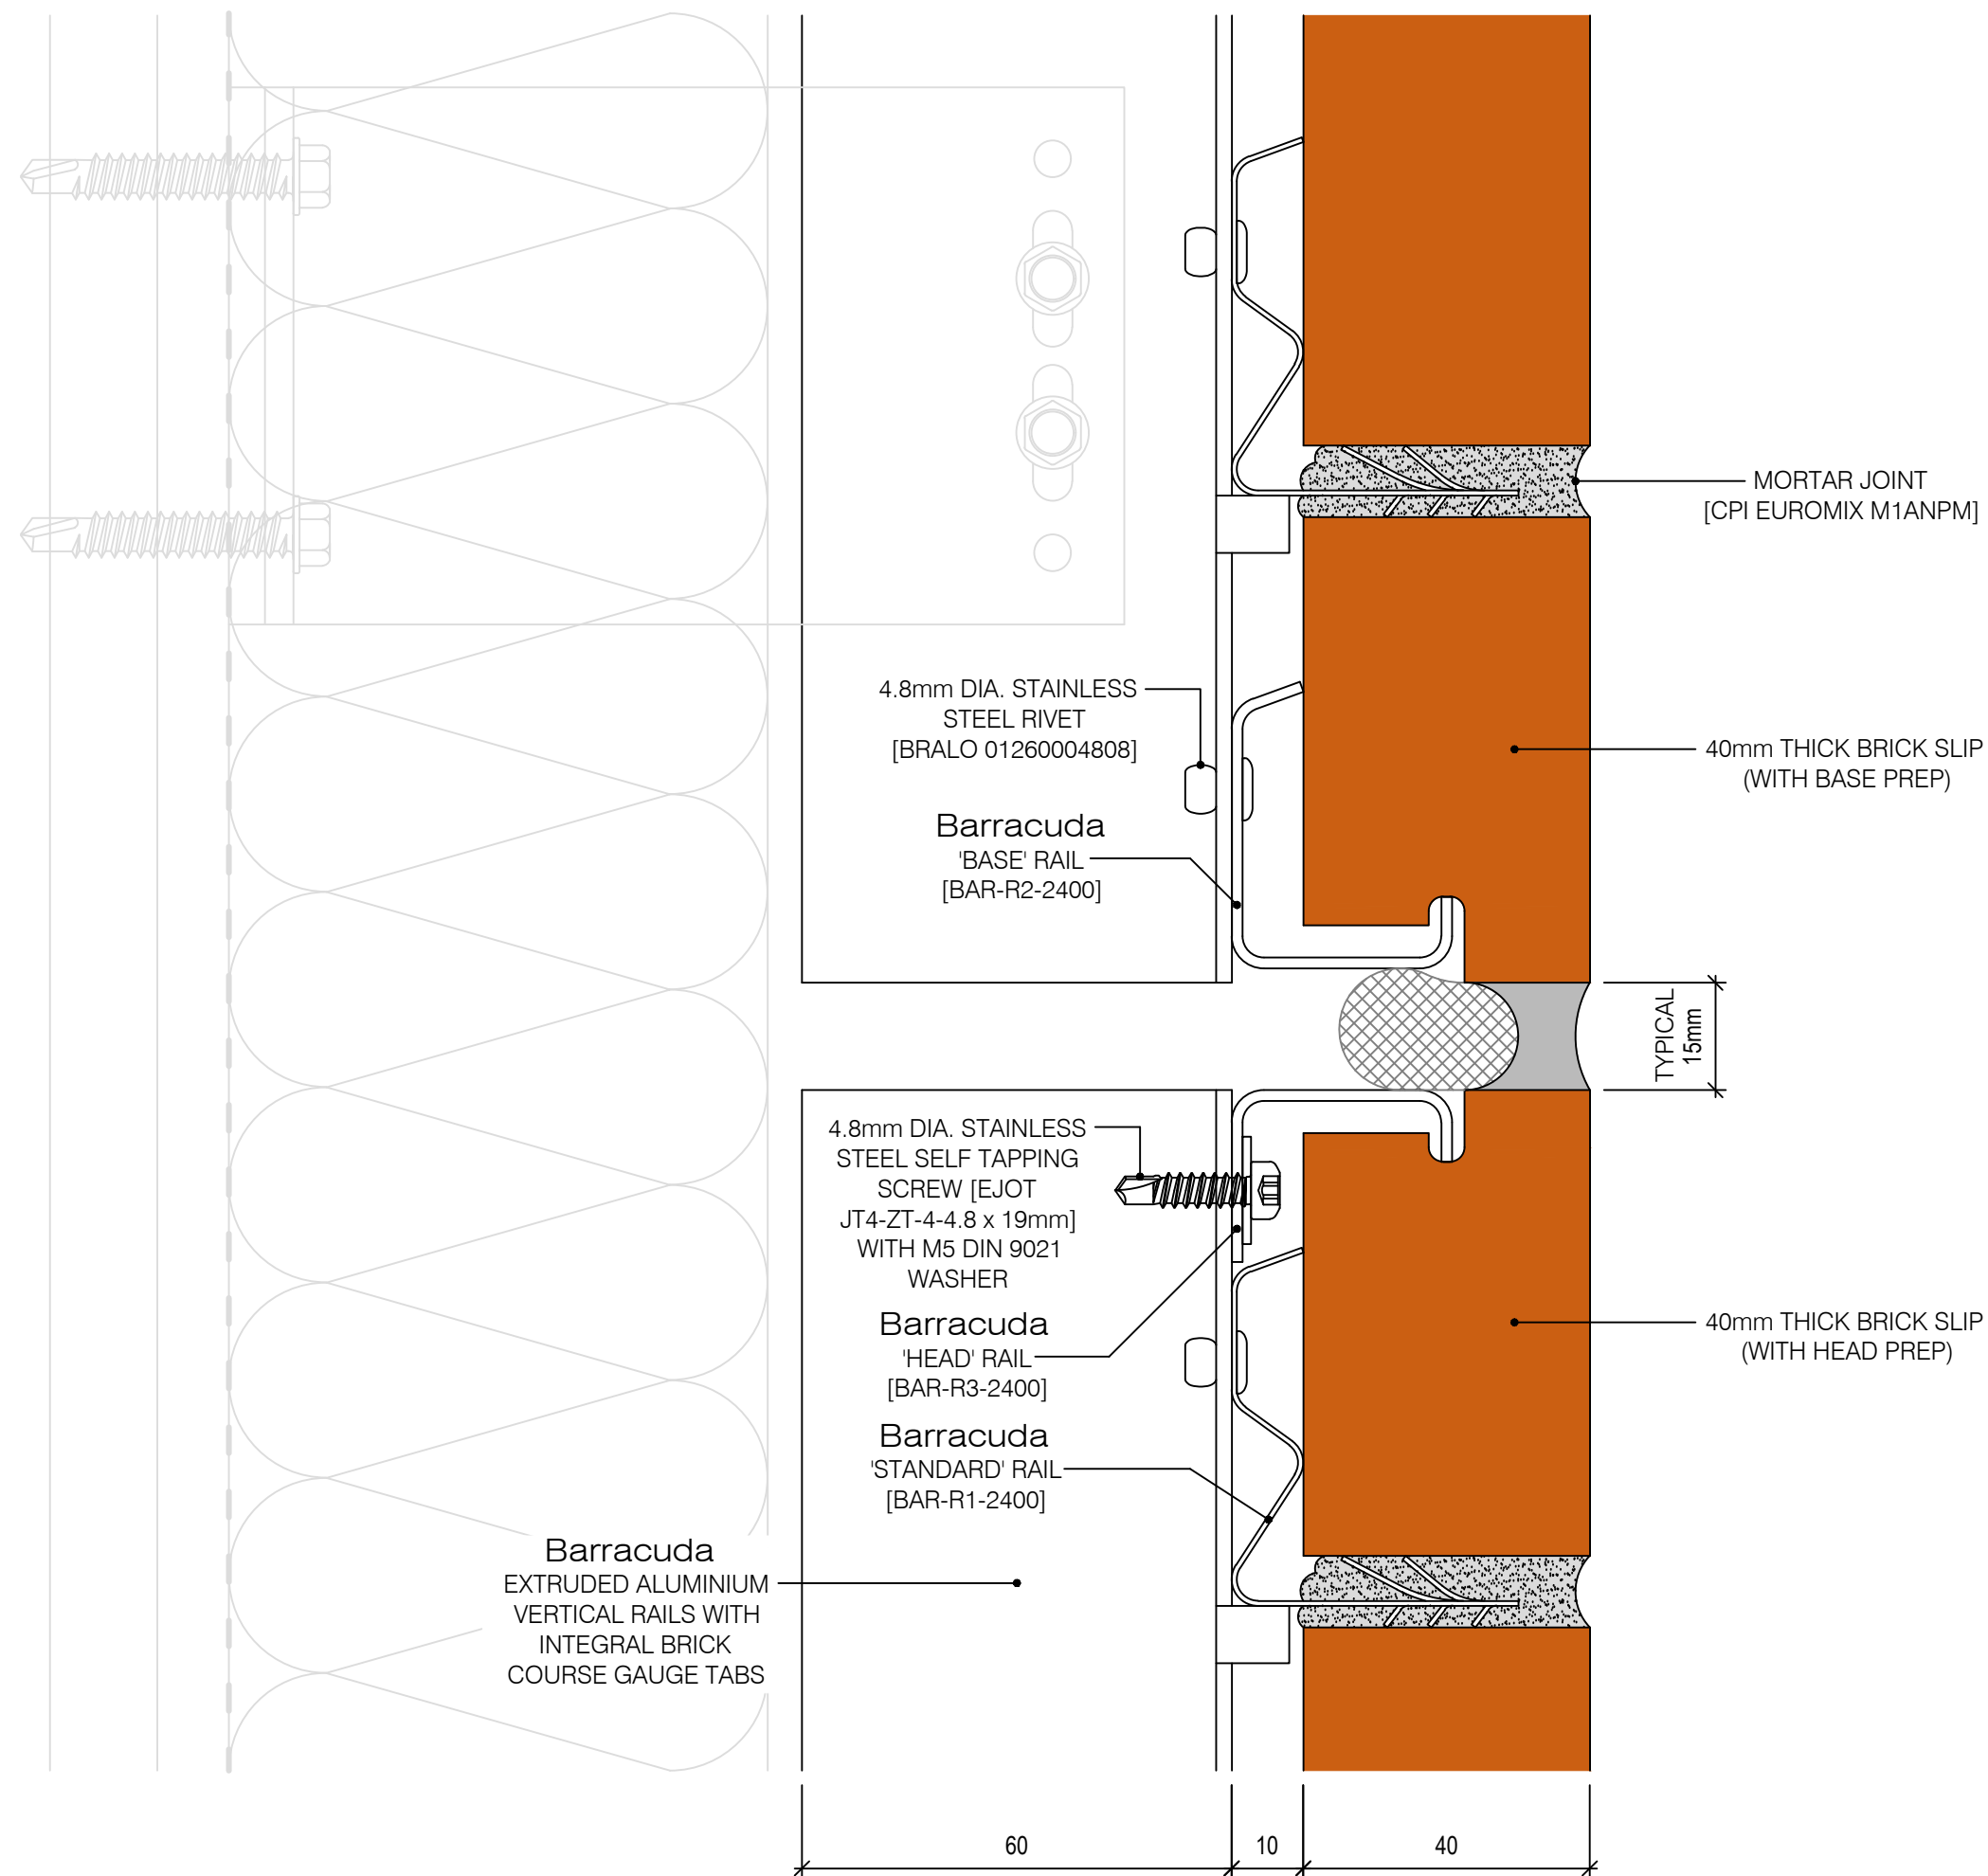 MORTAR JOINT
[CPI EUROMIX M1ANPM]
4.8mm DIA. STAINLESS
STEEL RIVET
[BRALO 01260004808]
40mm THICK BRICK SLIP
(WITH BASE PREP)
Barracuda
'BASE' RAIL
[BAR-R2-2400]
TYPICAL
15mm
4.8mm DIA. STAINLESS
STEEL SELF TAPPING
SCREW [EJOT
JT4-ZT-4-4.8 x 19mm]
WITH M5 DIN 9021
WASHER
Barracuda
'HEAD' RAIL
[BAR-R3-2400]
40mm THICK BRICK SLIP
(WITH HEAD PREP)
Barracuda
'STANDARD' RAIL
[BAR-R1-2400]
Barracuda
EXTRUDED ALUMINIUM
VERTICAL RAILS WITH
INTEGRAL BRICK
COURSE GAUGE TABS
60
10
40